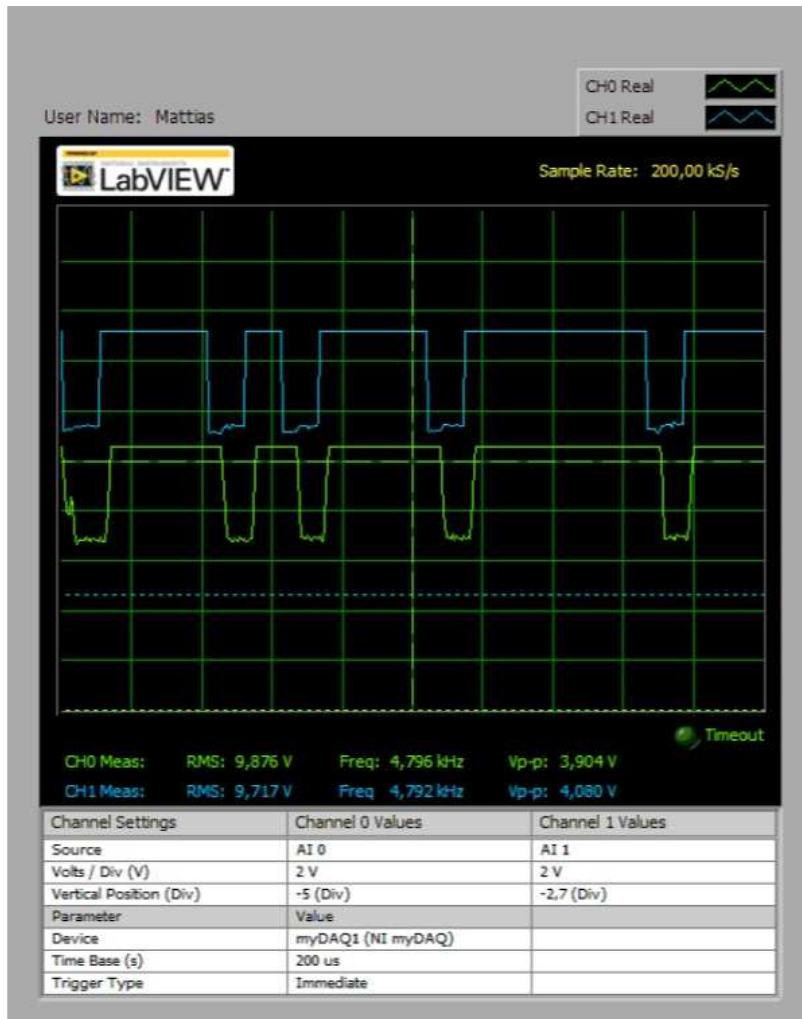 CH0 Real
User Name: Mattias
CH1 Real
NATIONAL INSTRUMENTS
LabVIEW
Sample Rate: 200,00 kS/s
Timeout
CH0 Meas: RMS: 9,876 V Freq: 4,796 kHz Vp-p: 3,904 V
CH1 Meas: RMS: 9,717 V Freq 4,792 kHz Vp-p: 4,080 V
Channel Settings Channel 0 Values Channel 1 Values
Source AI 0 AI 1
Volts / Div (V) 2 V 2 V
Vertical Position (Div) -5 (Div) -2,7 (Div)
Parameter Value
Device myDAQ1 (NI myDAQ)
Time Base (s) 200 us
Trigger Type Immediate